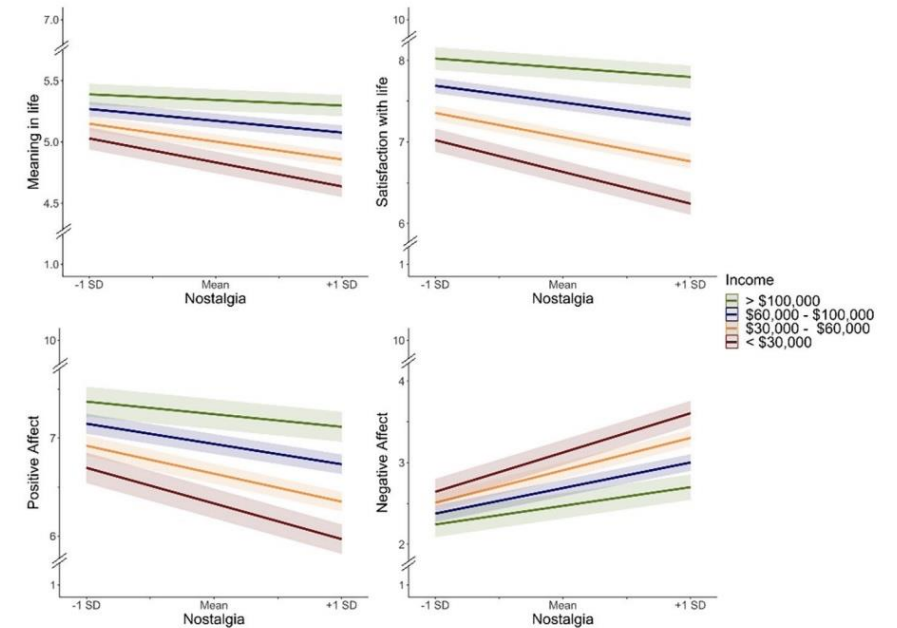 7.0
5.5
5.0
4.5
1.0
Meaning in life
-1 SD Mean +1 SD
Nostalgia
10
8
7
6
1
Satisfaction with life
-1 SD Mean +1 SD
Nostalgia
Income
> $100,000
$60,000 - $100,000
$30,000 - $60,000
< $30,000
10
7
6
1
Positive Affect
-1 SD Mean +1 SD
Nostalgia
10
4
3
2
1
Negative Affect
-1 SD Mean +1 SD
Nostalgia